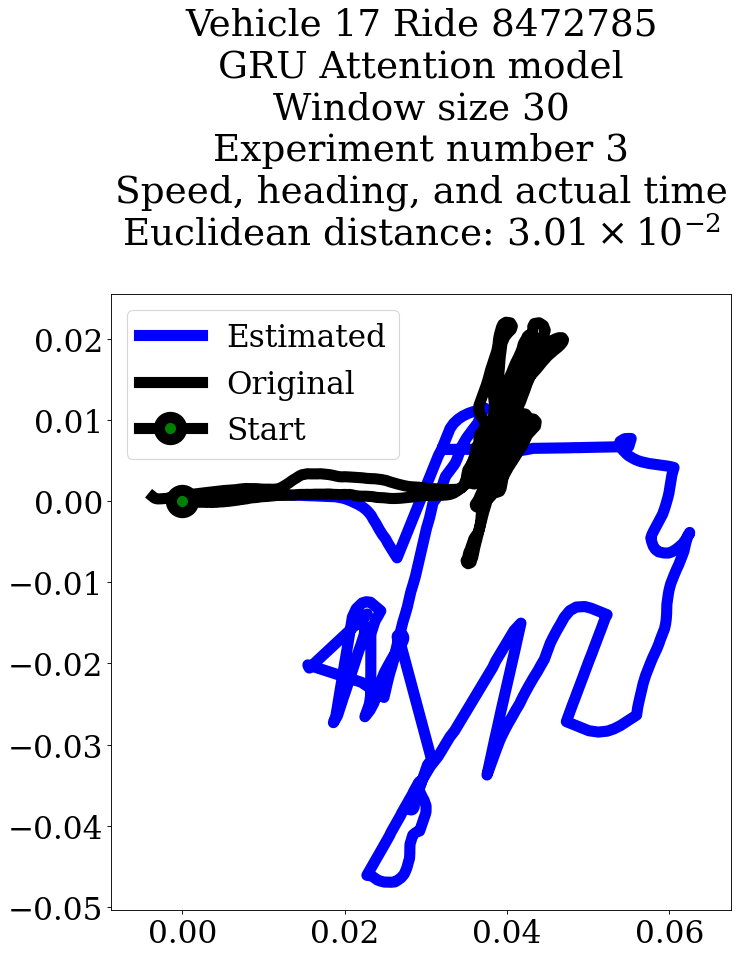 Vehicle 17 Ride 8472785
GRU Attention model
Window size 30
Experiment number 3
Speed, heading, and actual time
Euclidean distance: 3.01 × 10⁻²
Estimated
Original
Start
0.02
0.01
0.00
−0.01
−0.02
−0.03
−0.04
−0.05
0.00 0.02 0.04 0.06